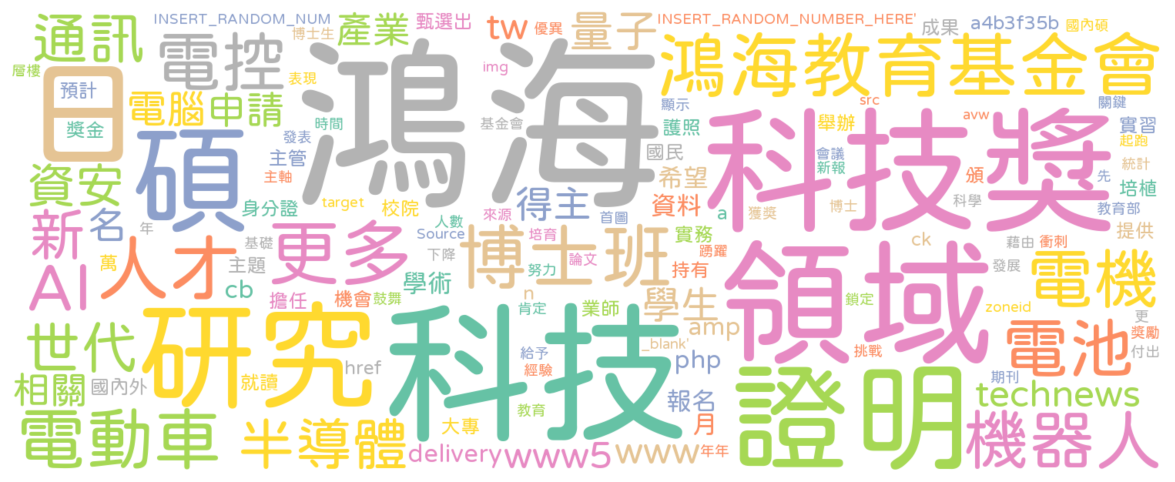 INSERT_RANDOM_NUM
甄選出
tw
優異
量子
INSERT_RANDOM_NUMBER_HERE'
成果
a4b3f35b
國內碩
通訊
電控
博士生
產業
鴻海
鴻海教育基金會
層樓
預計
日
表現
img
獎金
電腦
申請
時間
發表
基金會
顯示
護照
舉辦
src
avw
關鍵
實習
起跑
碩
主管
主軸
國民
科技獎
會議
新報
統計
資安
身分證
target
校院
得主
希望
資料
a
獲獎
博士
頒
科學
先
培植
教育部
新
名
年
人才
更多
人數
Source
來源
培育
首圖
博士班
實務
踴躍
ck
藉由
衝刺
提供
AI
萬
基礎
主題
cb
下降
鼓舞
擔任
機會
學術
努力
論文
持有
n
肯定
業師
學生
amp
領域
發展
鎖定
電機
zoneid
更
獎勵
付出
世代
研究
科技
給予
經驗
_blank'
php
挑戰
電池
相關
國內外
就讀
href
教育
報名
期刊
technews
電動車
半導體
大專
delivery
www5
www
月
年年
證明
機器人